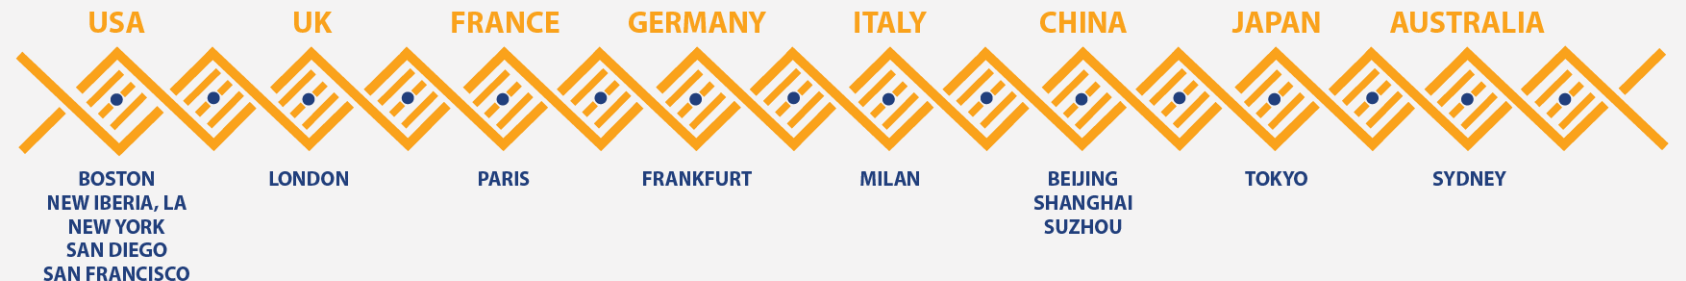 USA UK FRANCE GERMANY ITALY CHINA JAPAN AUSTRALIA
BOSTON LONDON PARIS FRANKFURT MILAN BEIJING TOKYO SYDNEY
NEW IBERIA, LA SHANGHAI
NEW YORK SUZHOU
SAN DIEGO
SAN FRANCISCO